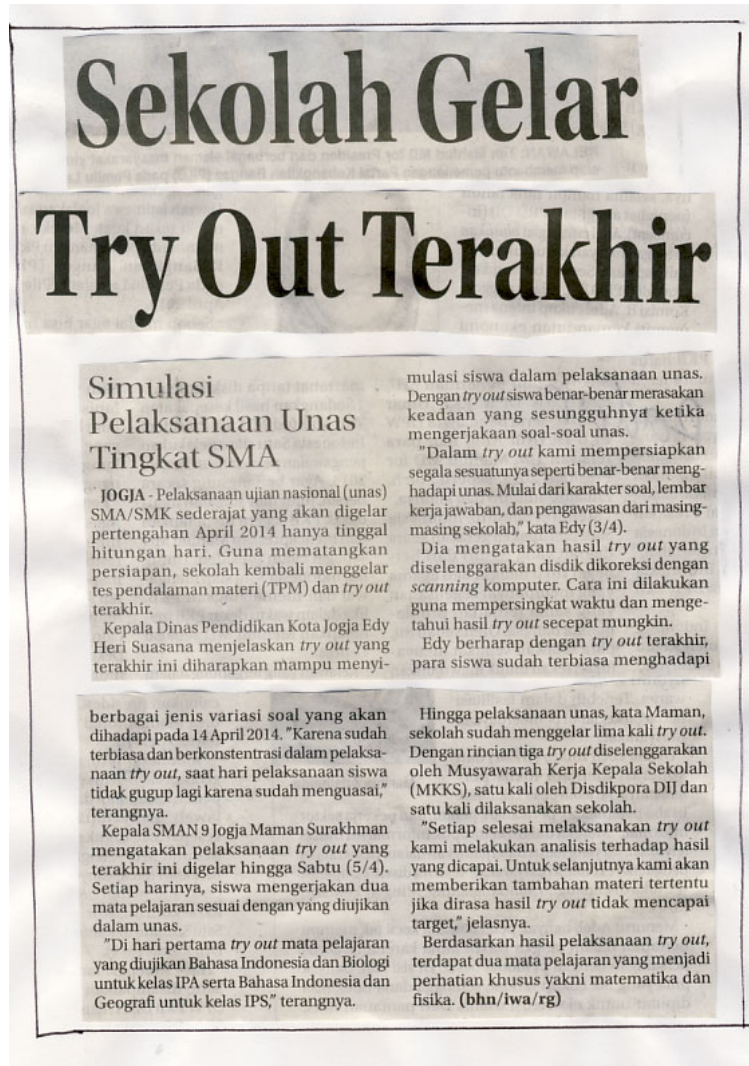 Sekolah Gelar
Try Out Terakhir
Simulasi
Pelaksanaan Unas
Tingkat SMA
JOGJA - Pelaksanaan ujian nasional (unas)
SMA/SMK sederajat yang akan digelar
pertengahan April 2014 hanya tinggal
hitungan hari. Guna mematangkan
persiapan, sekolah kembali menggelar
tes pendalaman materi (TPM) dan try out
terakhir.
Kepala Dinas Pendidikan Kota Jogja Edy
Heri Suasana menjelaskan try out yang
terakhir ini diharapkan mampu menyi-
mulasi siswa dalam pelaksanaan unas.
Dengan try out siswa benar-benar merasakan
keadaan yang sesungguhnya ketika
mengerjakaan soal-soal unas.
"Dalam try out kami mempersiapkan
segala sesuatunya seperti benar-benar meng-
hadapi unas. Mulai dari karakter soal, lembar
kerja jawaban, dan pengawasan dari masing-
masing sekolah," kata Edy (3/4).
Dia mengatakan hasil try out yang
diselenggarakan disdik dikoreksi dengan
scanning komputer. Cara ini dilakukan
guna mempersingkat waktu dan menge-
tahui hasil try out secepat mungkin.
Edy berharap dengan try out terakhir,
para siswa sudah terbiasa menghadapi
berbagai jenis variasi soal yang akan
dihadapi pada 14 April 2014. "Karena sudah
terbiasa dan berkonstentrasi dalam pelaksa-
naan try out, saat hari pelaksanaan siswa
tidak gugup lagi karena sudah menguasai,"
terangnya.
Kepala SMAN 9 Jogja Maman Surakhman
mengatakan pelaksanaan try out yang
terakhir ini digelar hingga Sabtu (5/4).
Setiap harinya, siswa mengerjakan dua
mata pelajaran sesuai dengan yang diujikan
dalam unas.
"Di hari pertama try out mata pelajaran
yang diujikan Bahasa Indonesia dan Biologi
untuk kelas IPA serta Bahasa Indonesia dan
Geografi untuk kelas IPS," terangnya.
Hingga pelaksanaan unas, kata Maman,
sekolah sudah menggelar lima kali try out.
Dengan rincian tiga try out diselenggarakan
oleh Musyawarah Kerja Kepala Sekolah
(MKKS), satu kali oleh Disdikpora DIJ dan
satu kali dilaksanakan sekolah.
"Setiap selesai melaksanakan try out
kami melakukan analisis terhadap hasil
yang dicapai. Untuk selanjutnya kami akan
memberikan tambahan materi tertentu
jika dirasa hasil try out tidak mencapai
target," jelasnya.
Berdasarkan hasil pelaksanaan try out,
terdapat dua mata pelajaran yang menjadi
perhatian khusus yakni matematika dan
fisika. (bhn/iwa/rg)